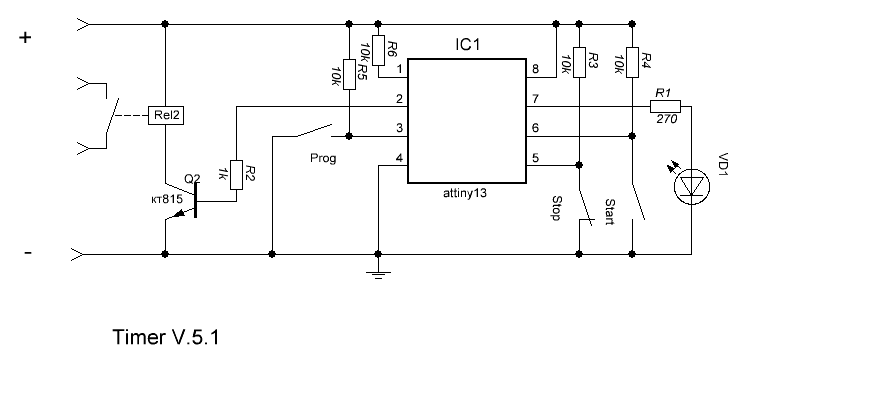 +
IC1
R6
10k
R5
10k
R3
10k
R4
10k
1
8
R1
270
2
7
Rel2
3
6
Prog
4
5
R2
1k
Q2
кт815
attiny13
VD1
Stop
Start
-
Timer V.5.1